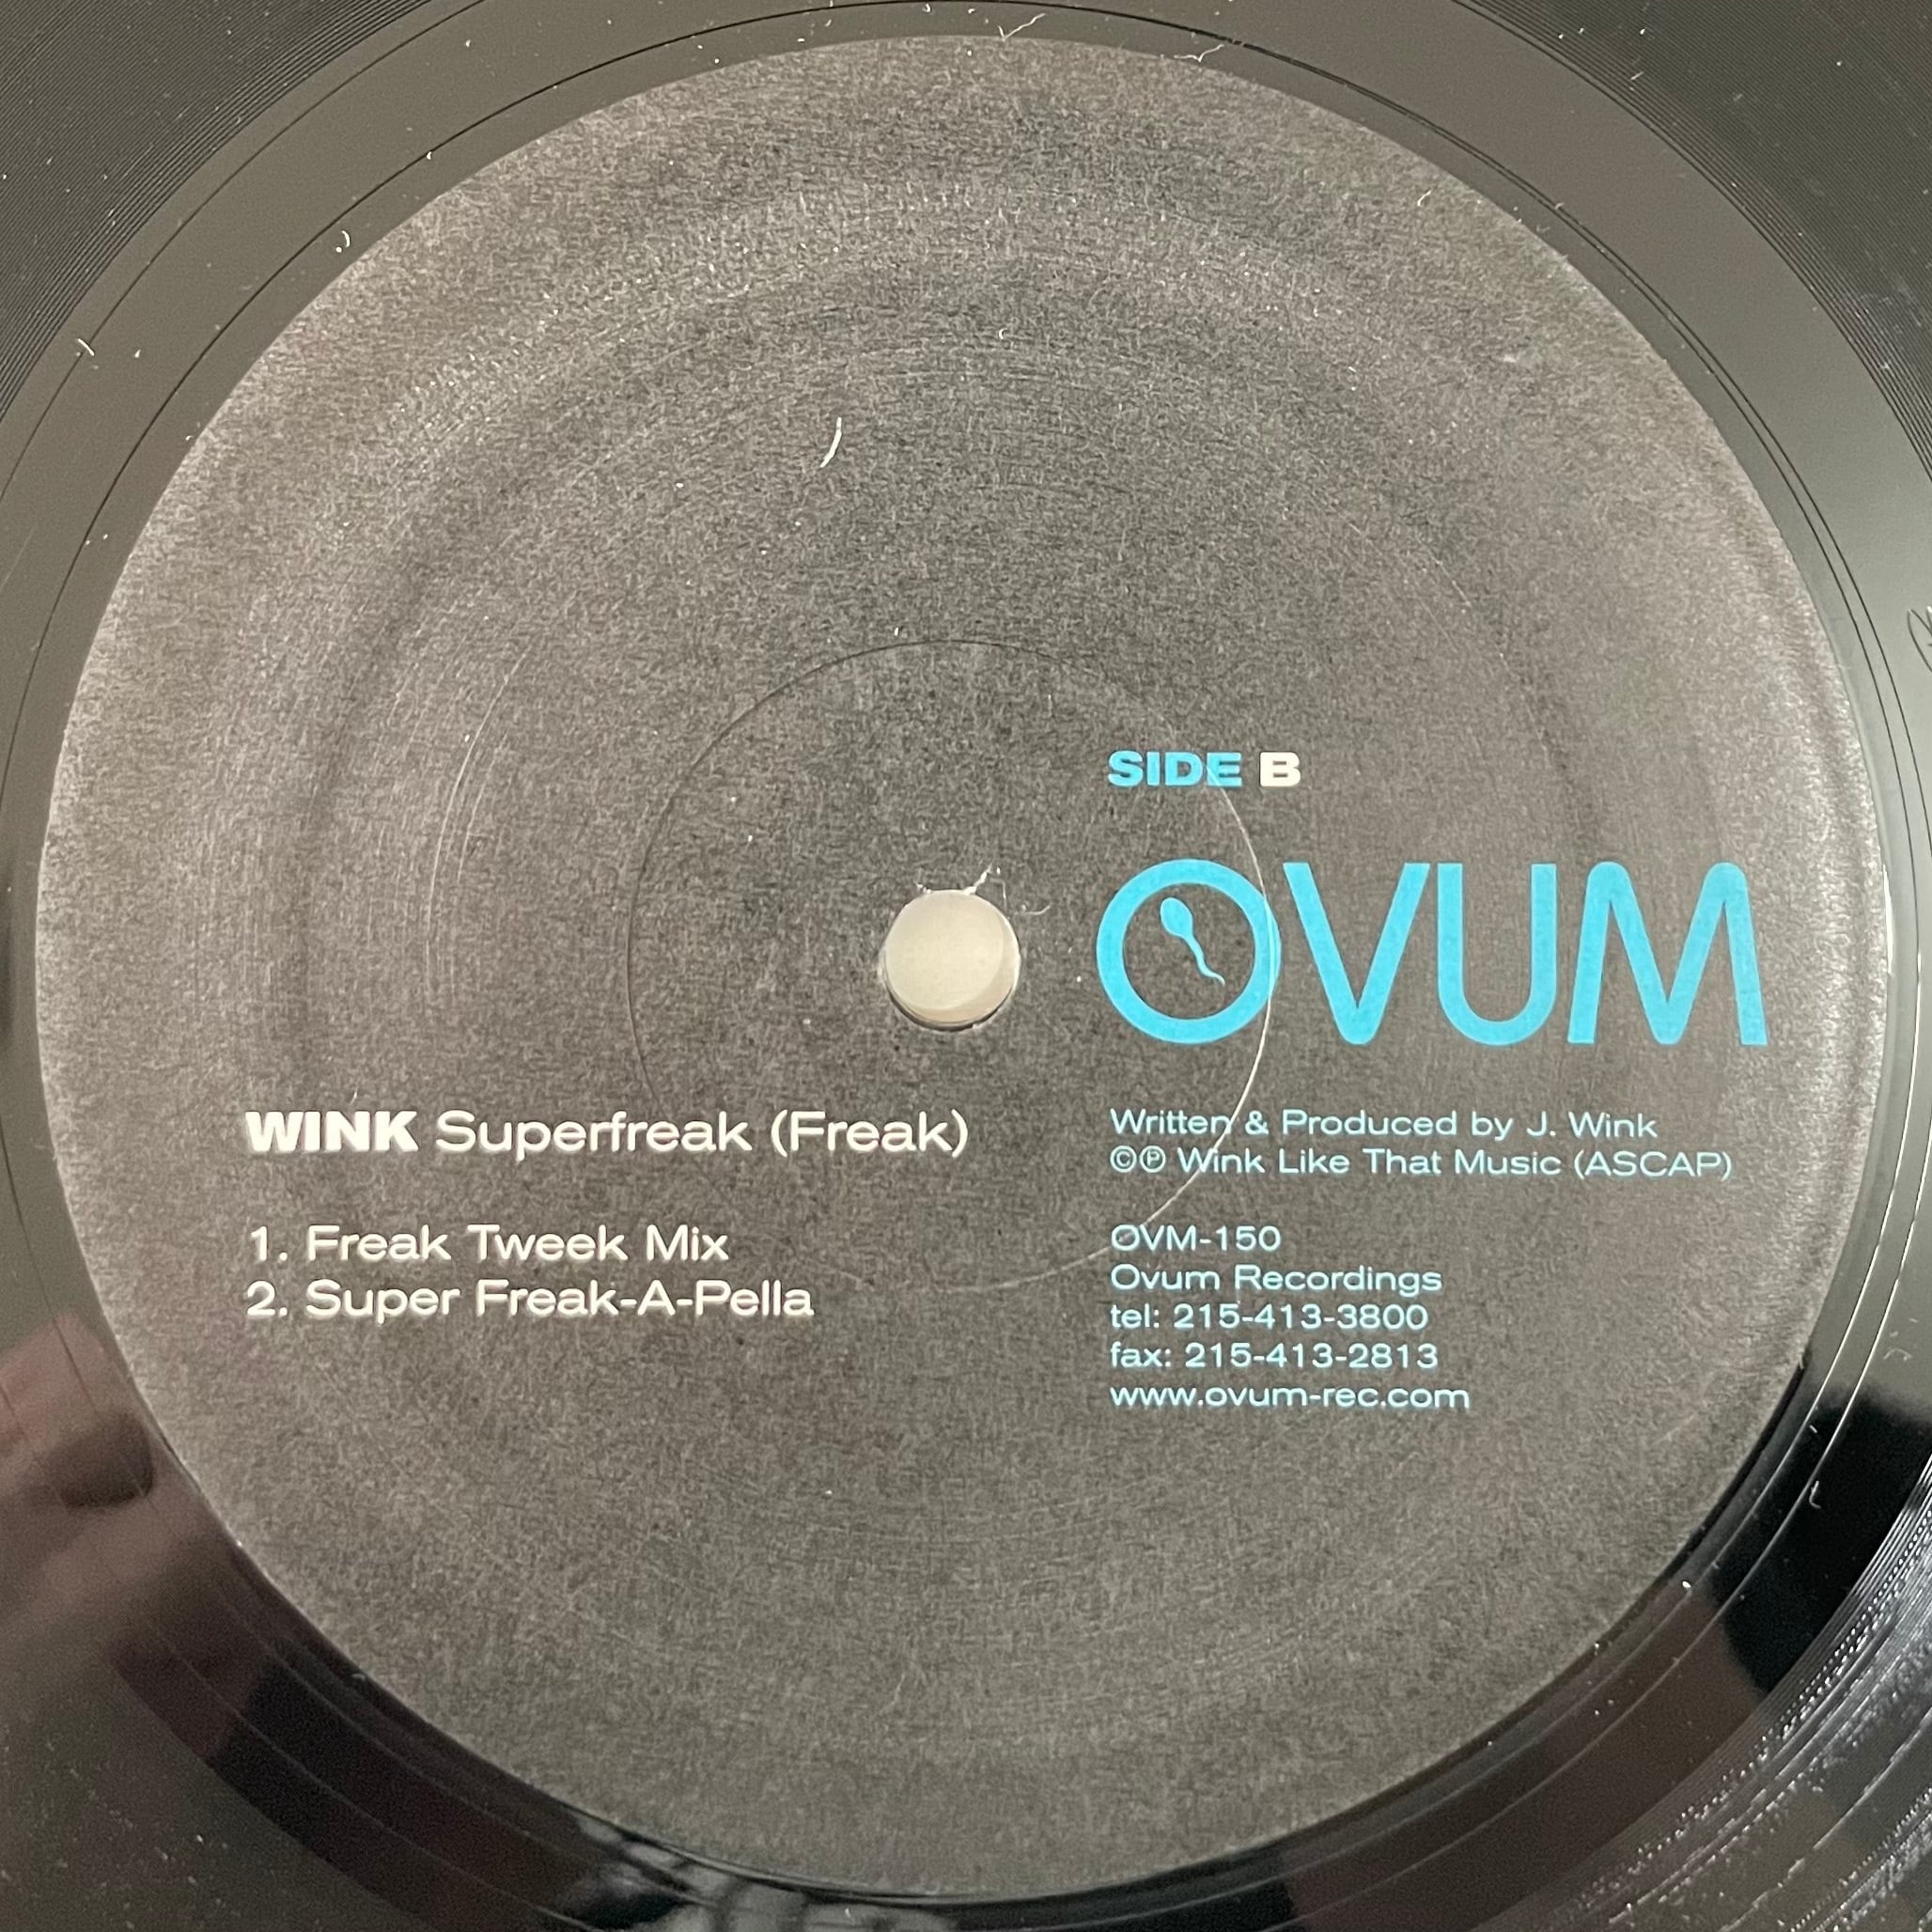 SIDE B
OVUM
WINK Superfreak (Freak)
1. Freak Tweek Mix
2. Super Freak-A-Pella
Written & Produced by J. Wink
©℗ Wink Like That Music (ASCAP)
OVM-150
Ovum Recordings
tel: 215-413-3800
fax: 215-413-2813
www.ovum-rec.com